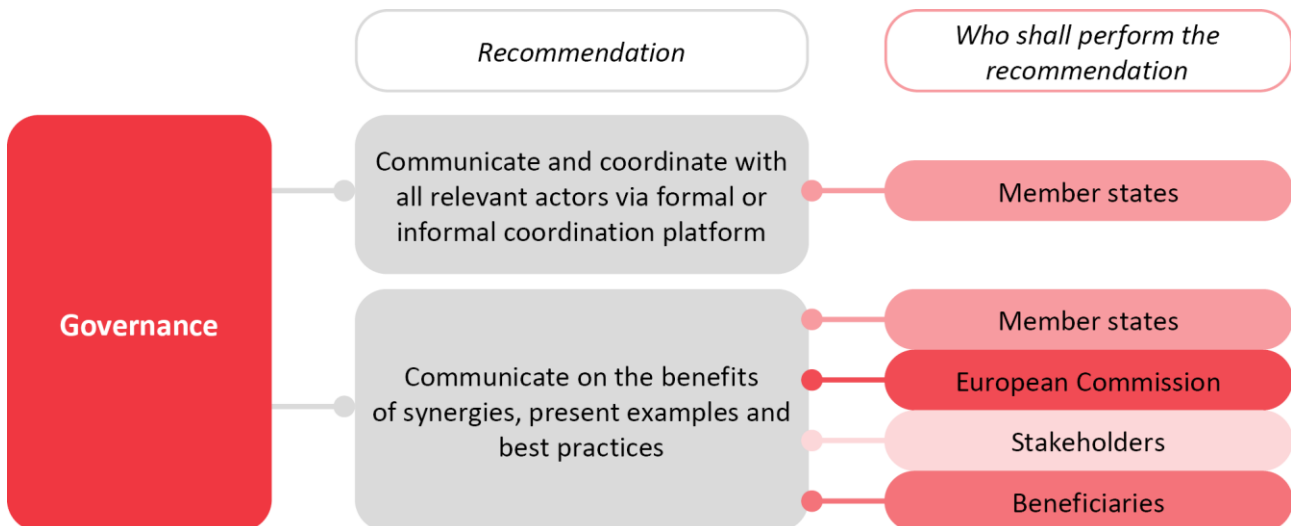 Recommendation
Who shall perform the
recommendation
Governance
Communicate and coordinate with
all relevant actors via formal or
informal coordination platform
Member states
Communicate on the benefits
of synergies, present examples and
best practices
Member states
European Commission
Stakeholders
Beneficiaries